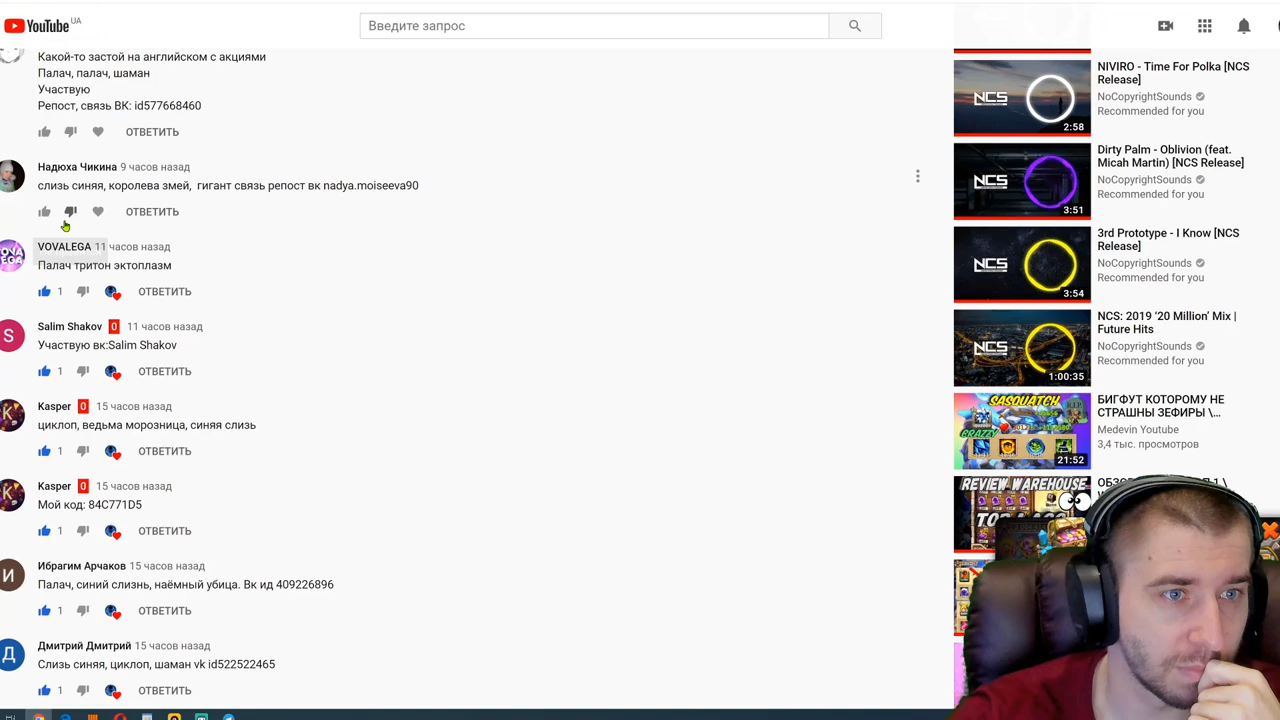 YouTube UA
Введите запрос
Какой-то застой на английском с акциями
Палач, палач, шаман
Участвую
Репост, связь ВК: id577668460
ОТВЕТИТЬ
Надюха Чикина 9 часов назад
слизь синяя, королева змей, гигант связь репост вк nadya.moiseeva90
ОТВЕТИТЬ
VOVALEGA 11 часов назад
Палач тритон эктоплазм
1 ОТВЕТИТЬ
S
Salim Shakov 0 11 часов назад
Участвую вк:Salim Shakov
1 ОТВЕТИТЬ
K
Kasper 0 15 часов назад
циклоп, ведьма морозница, синяя слизь
1 ОТВЕТИТЬ
K
Kasper 0 15 часов назад
Мой код: 84C771D5
1 ОТВЕТИТЬ
И
Ибрагим Арчаков 15 часов назад
Палач, синий слизнь, наёмный убица. Вк ид 409226896
1 ОТВЕТИТЬ
Д
Дмитрий Дмитрий 15 часов назад
Слизь синяя, циклоп, шаман vk id522522465
1 ОТВЕТИТЬ
NCS
2:58
NIVIRO - Time For Polka [NCS
Release]
NoCopyrightSounds
Recommended for you
NCS
3:51
Dirty Palm - Oblivion (feat.
Micah Martin) [NCS Release]
NoCopyrightSounds
Recommended for you
NCS
3:54
3rd Prototype - I Know [NCS
Release]
NoCopyrightSounds
Recommended for you
NCS
1:00:35
NCS: 2019 ‘20 Million’ Mix |
Future Hits
NoCopyrightSounds
Recommended for you
SASQUATCH
CRAZZY
21:52
БИГФУТ КОТОРОМУ НЕ
СТРАШНЫ ЗЕФИРЫ \...
Medevin Youtube
3,4 тыс. просмотров
REVIEW WAREHOUSE